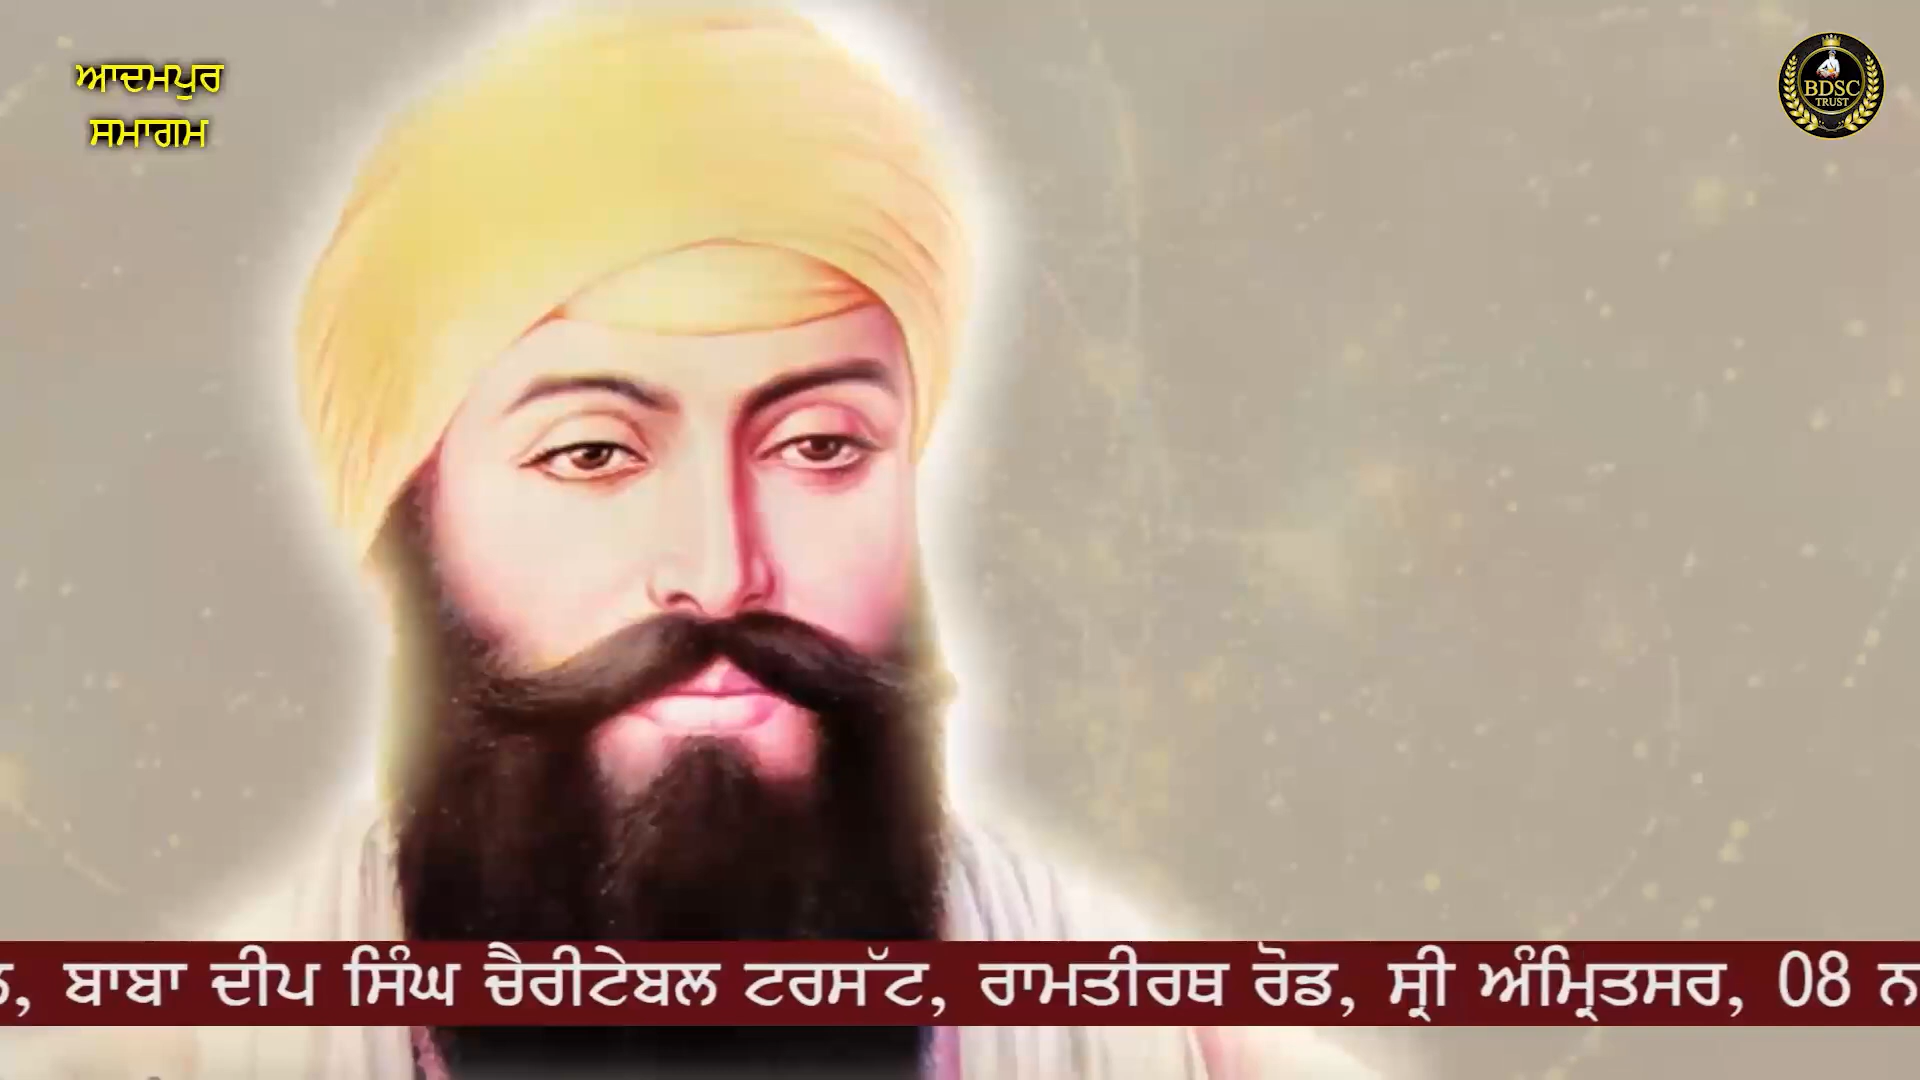 ਆਦਮਪੁਰ
ਸਮਾਗਮ
BDSC
TRUST
, ਬਾਬਾ ਦੀਪ ਸਿੰਘ ਚੈਰੀਟੇਬਲ ਟਰਸੱਟ, ਰਾਮਤੀਰਥ ਰੋਡ, ਸ੍ਰੀ ਅੰਮ੍ਰਿਤਸਰ, 08